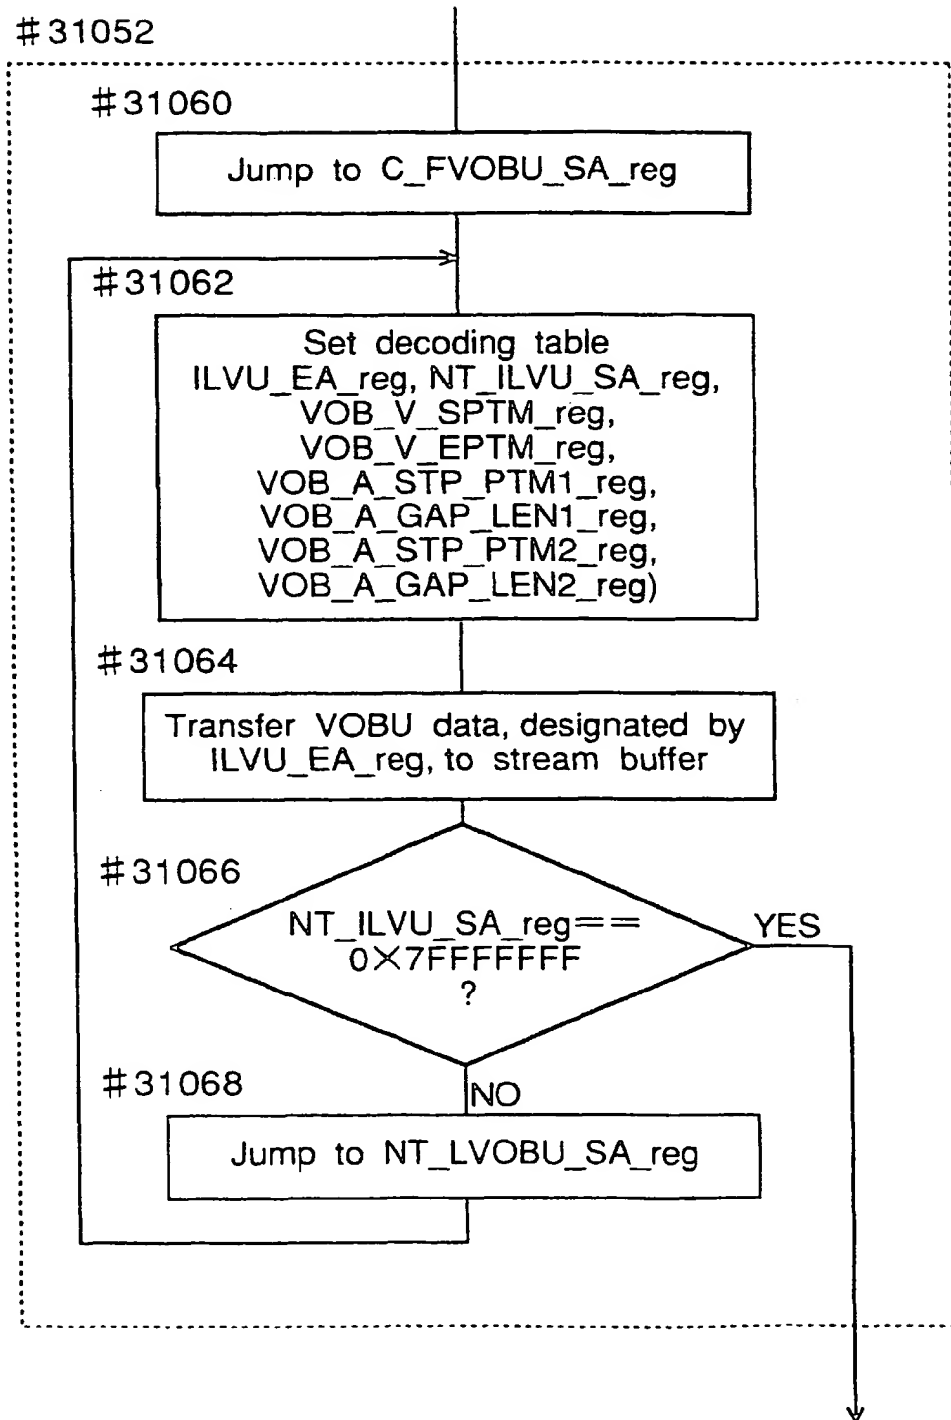 #31052
#31060
Jump to C_FVOBU_SA_reg
#31062
Set decoding table
ILVU_EA_reg, NT_ILVU_SA_reg,
VOB_V_SPTM_reg,
VOB_V_EPTM_reg,
VOB_A_STP_PTM1_reg,
VOB_A_GAP_LEN1_reg,
VOB_A_STP_PTM2_reg,
VOB_A_GAP_LEN2_reg)
#31064
Transfer VOBU data, designated by
ILVU_EA_reg, to stream buffer
#31066
NT_ILVU_SA_reg==
0×7FFFFFFF
?
YES
#31068
NO
Jump to NT_LVOBU_SA_reg